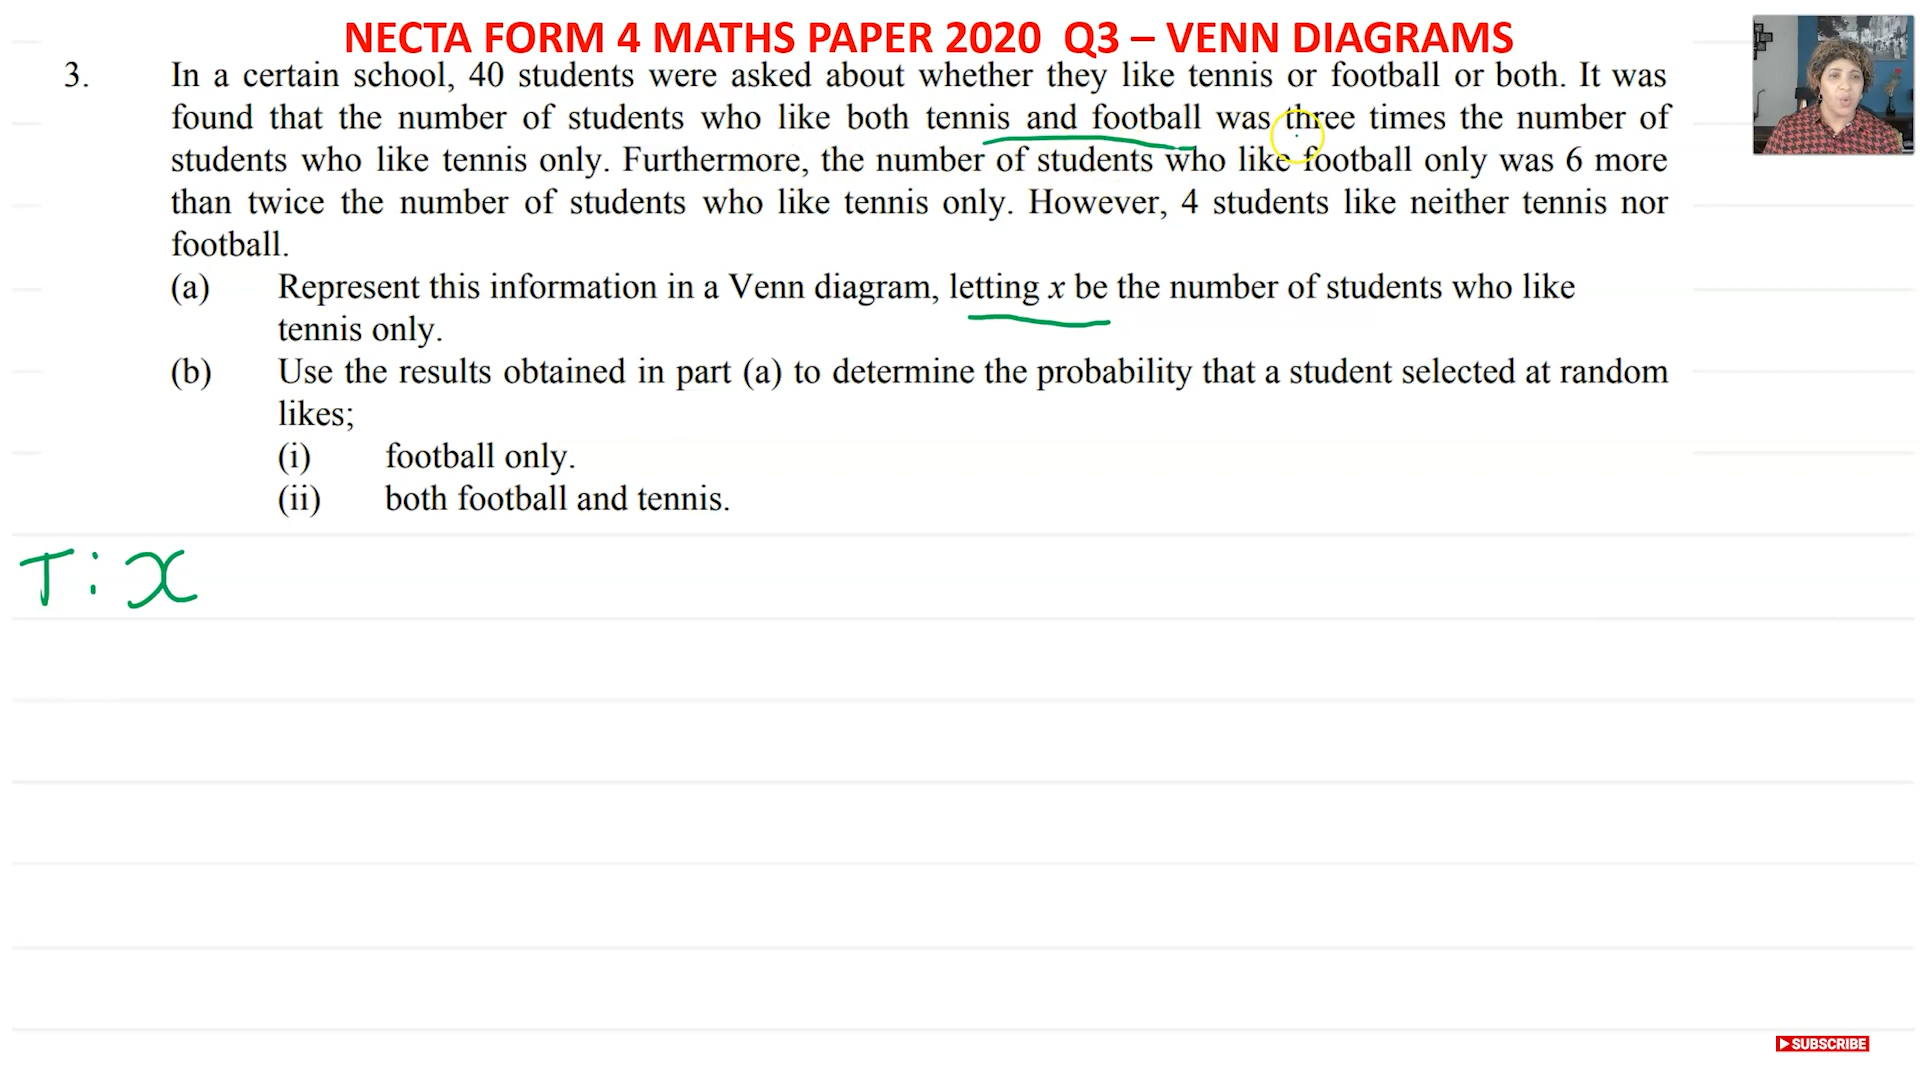 NECTA FORM 4 MATHS PAPER 2020 Q3 – VENN DIAGRAMS
3. In a certain school, 40 students were asked about whether they like tennis or football or both. It was
found that the number of students who like both tennis and football was three times the number of
students who like tennis only. Furthermore, the number of students who like football only was 6 more
than twice the number of students who like tennis only. However, 4 students like neither tennis nor
football.
(a) Represent this information in a Venn diagram, letting x be the number of students who like
tennis only.
(b) Use the results obtained in part (a) to determine the probability that a student selected at random
likes;
(i) football only.
(ii) both football and tennis.
T: x
SUBSCRIBE